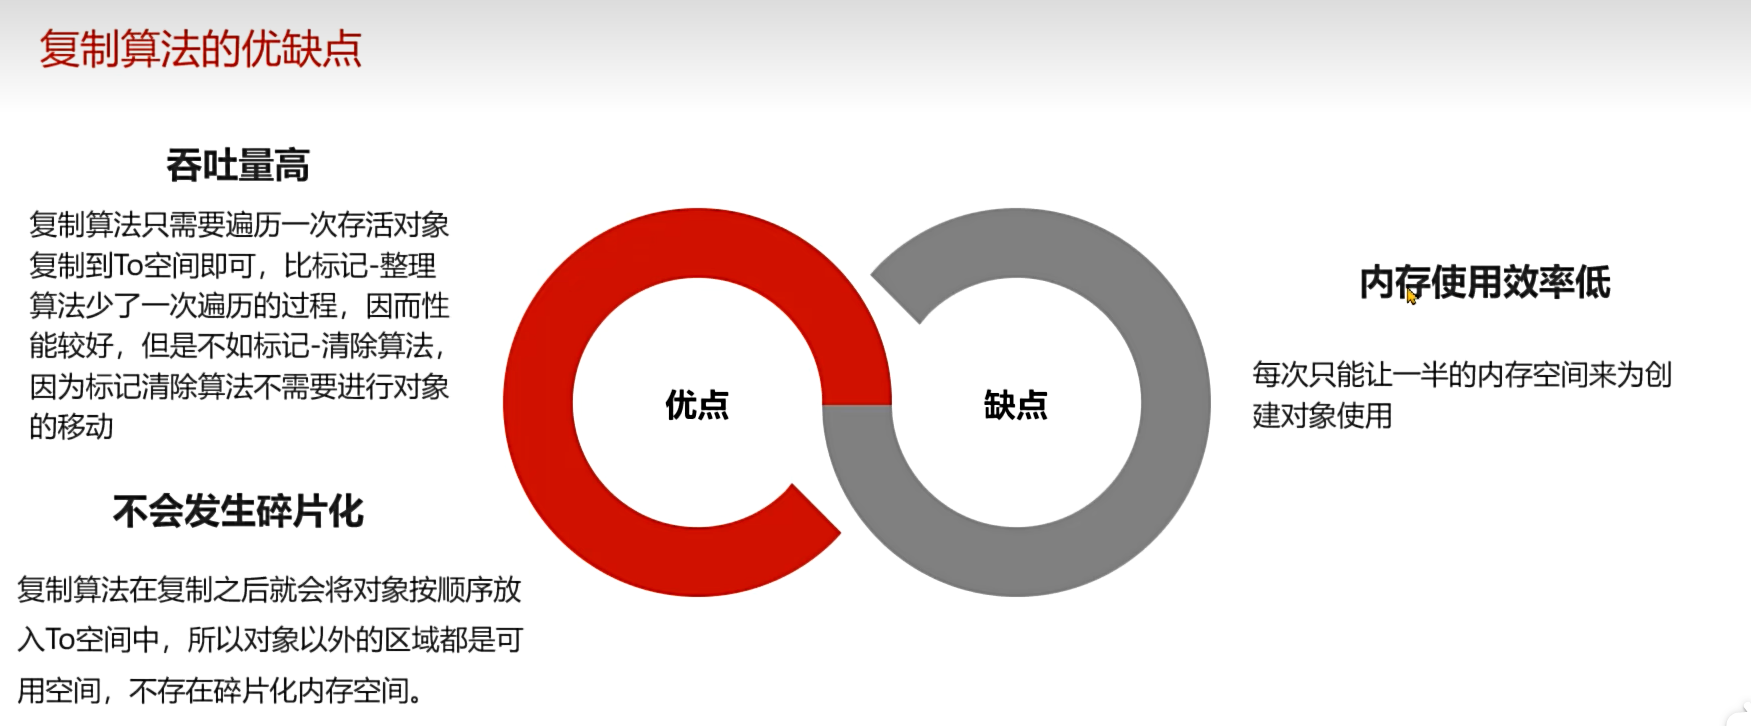 复制算法的优缺点
吞吐量高
复制算法只需要遍历一次存活对象
复制到To空间即可，比标记-整理
算法少了一次遍历的过程，因而性
能较好，但是不如标记-清除算法，
因为标记清除算法不需要进行对象
的移动
不会发生碎片化
复制算法在复制之后就会将对象按顺序放
入To空间中，所以对象以外的区域都是可
用空间，不存在碎片化内存空间。
优点
缺点
内存使用效率低
每次只能让一半的内存空间来为创
建对象使用